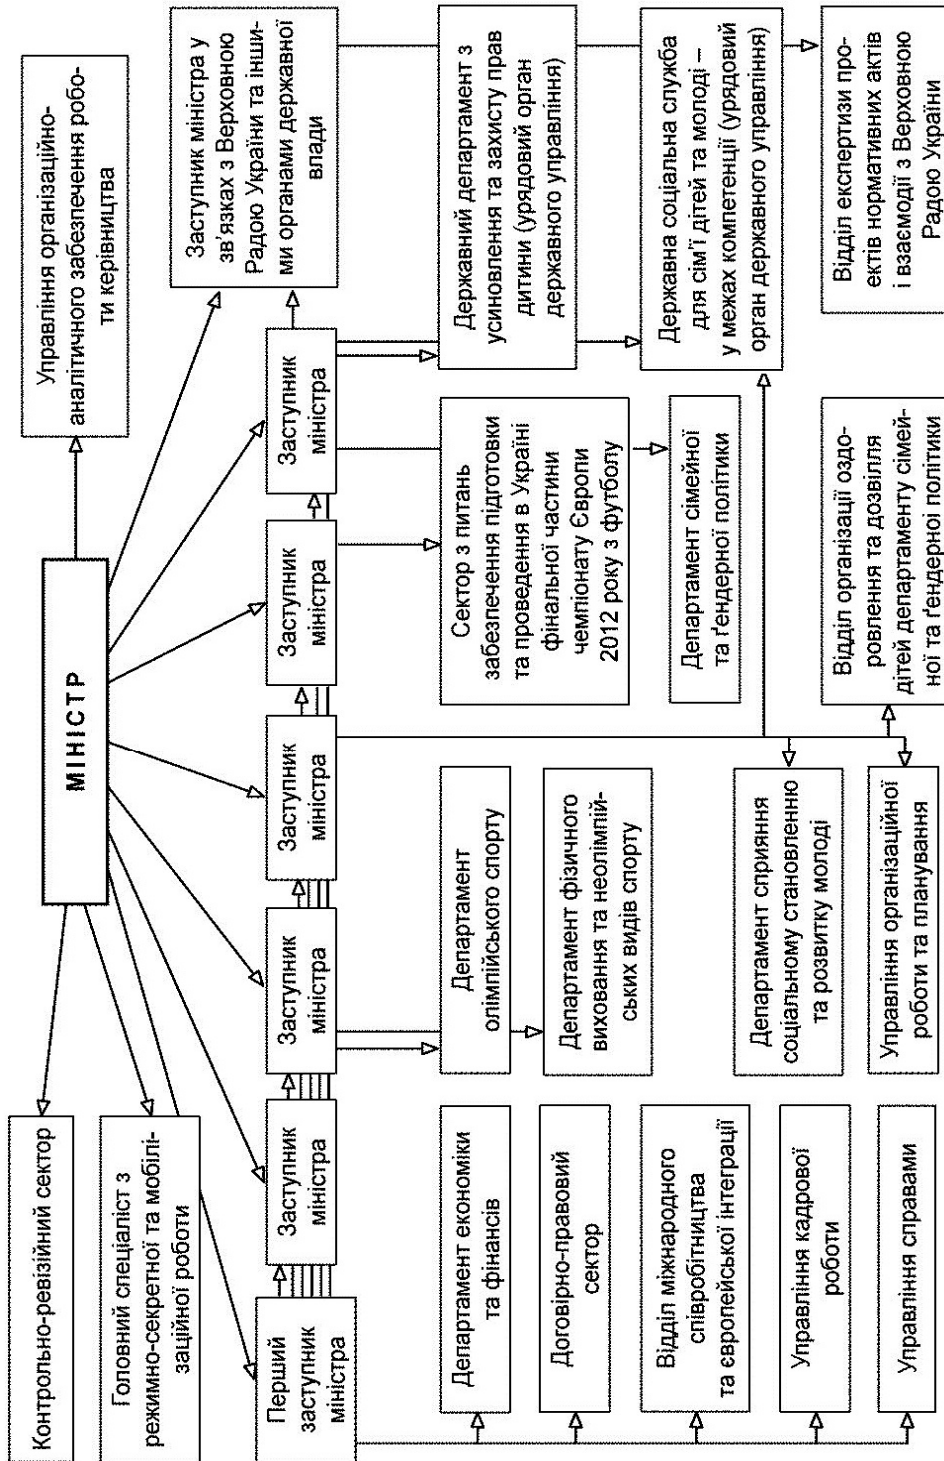 МІНІСТР
Управління організаційно-
аналітичного забезпечення робо-
ти керівництва
Контрольно-ревізійний сектор
Головний спеціаліст з
режимно-секретної та мобілі-
заційної роботи
Перший
заступник
міністра
Заступник
міністра
Заступник
міністра
Заступник
міністра
Заступник
міністра
Заступник
міністра
Заступник міністра у
зв'язках з Верховною
Радою України та інши-
ми органами державної
влади
Департамент економіки
та фінансів
Договірно-правовий
сектор
Відділ міжнародного
співробітництва
та європейської інтеграції
Управління кадрової
роботи
Управління справами
Департамент
олімпійського спорту
Департамент фізичного
виховання та неолімпій-
ських видів спорту
Департамент сприяння
соціальному становленню
та розвитку молоді
Управління організаційної
роботи та планування
Сектор з питань
забезпечення підготовки
та проведення в Україні
фінальної частини
чемпіонату Європи
2012 року з футболу
Департамент сімейної
та ґендерної політики
Відділ організації оздо-
ровлення та дозвілля
дітей департаменту сімей-
ної та ґендерної політики
Державний департамент з
усиновлення та захисту прав
дитини (урядовий орган
державного управління)
Державна соціальна служба
для сім'ї дітей та молоді –
у межах компетенції (урядовий
орган державного управління)
Відділ експертизи про-
ектів нормативних актів
і взаємодії з Верховною
Радою України